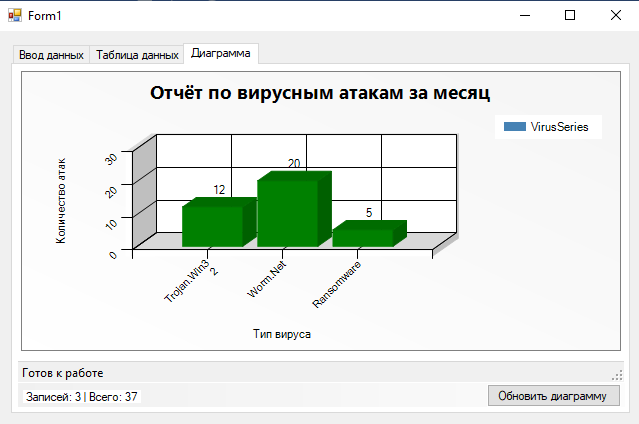 Form1
Ввод данных
Таблица данных
Диаграмма
Отчёт по вирусным атакам за месяц
VirusSeries
Количество атак
30
20
10
0
12
20
5
Trojan.Win3
2
Worm.Net
Ransomware
Тип вируса
Готов к работе
Записей: 3 | Всего: 37
Обновить диаграмму